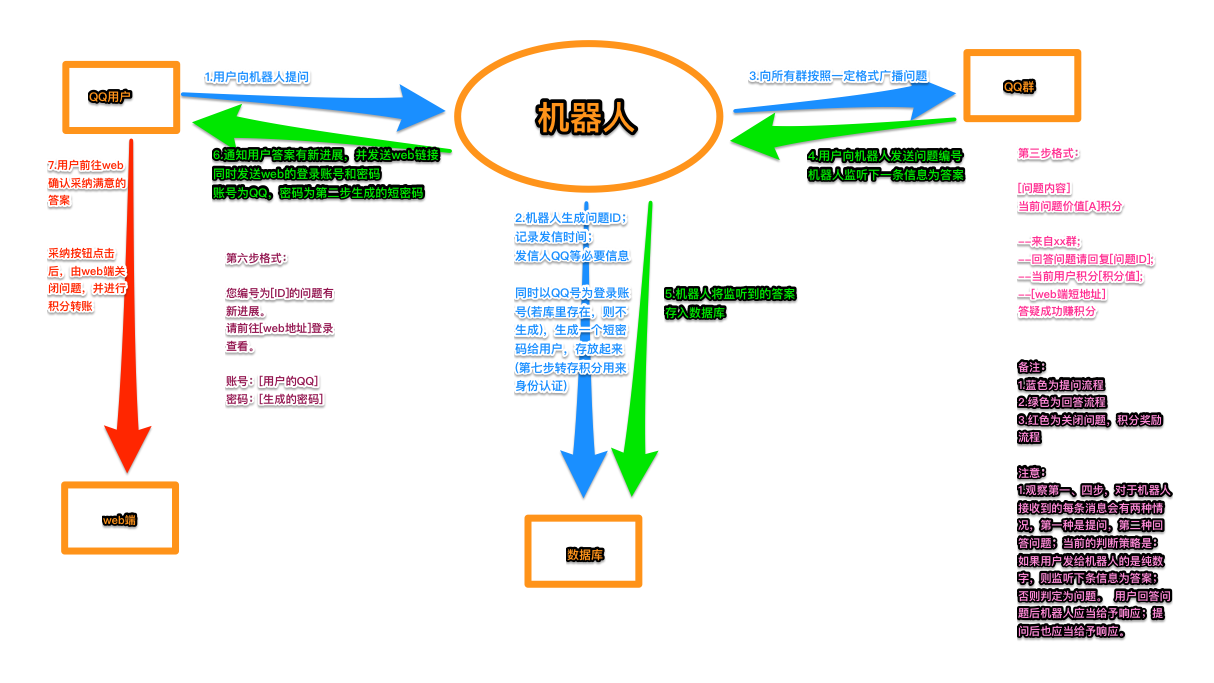 QQ用户
1.用户向机器人提问
机器人
3.向所有群按照一定格式广播问题
QQ群
6.通知用户答案有新进展，并发送web链接
同时发送web的登录账号和密码
账号为QQ，密码为第二步生成的短密码
4.用户向机器人发送问题编号
机器人监听下一条信息为答案
7.用户前往web
确认采纳满意的
答案
采纳按钮点击
后，由web端关
闭问题，并进行
积分转账
第六步格式：
您编号为[ID]的问题有
新进展。
请前往[web地址]登录
查看。
账号：[用户的QQ]
密码：[生成的密码]
2.机器人生成问题ID；
记录发信时间；
发信人QQ等必要信息
同时以QQ号为登录账
号(若库里存在，则不
生成)，生成一个短密
码给用户，存放起来
(第七步转存积分用来
身份认证)
5.机器人将监听到的答案
存入数据库
第三步格式：
[问题内容]
当前问题价值[A]积分
--来自xx群;
--回答问题请回复[问题ID];
--当前用户积分[积分值];
--[web端短地址]
答疑成功赚积分
备注：
1.蓝色为提问流程
2.绿色为回答流程
3.红色为关闭问题，积分奖励
流程
注意：
1.观察第一、四步，对于机器人
接收到的每条消息会有两种情
况，第一种是提问，第二种回
答问题；当前的判断策略是：
如果用户发给机器人的是纯数
字，则监听下条信息为答案；
否则判定为问题。 用户回答问
题后机器人应当给予响应；提
问后也应当给予响应。
web端
数据库